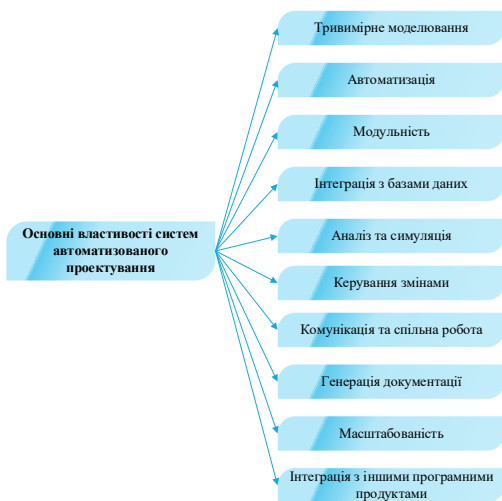 Основні властивості систем
автоматизованого
проектування
Тривимірне моделювання
Автоматизація
Модульність
Інтеграція з базами даних
Аналіз та симуляція
Керування змінами
Комунікація та спільна робота
Генерація документації
Масштабованість
Інтеграція з іншими програмними
продуктами